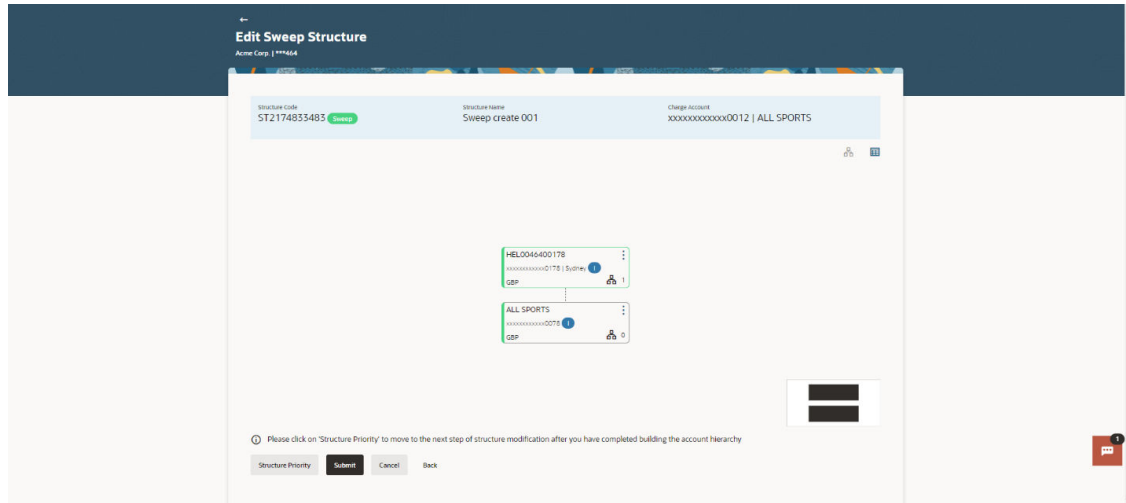 Edit Sweep Structure
Acme Corp. | ***464
Structure Code
Structure Name
Charge Account
ST2174833483 Sweep
Sweep create 001
xxxxxxxxxxxx0012 | ALL SPORTS
HEL0046400178
xxxxxxxxxxxx0178 | Sydney I
GBP
1
ALL SPORTS
xxxxxxxxxxxx0078 I
GBP
0
Please click on 'Structure Priority' to move to the next step of structure modification after you have completed building the account hierarchy
Structure Priority
Submit
Cancel
Back
1